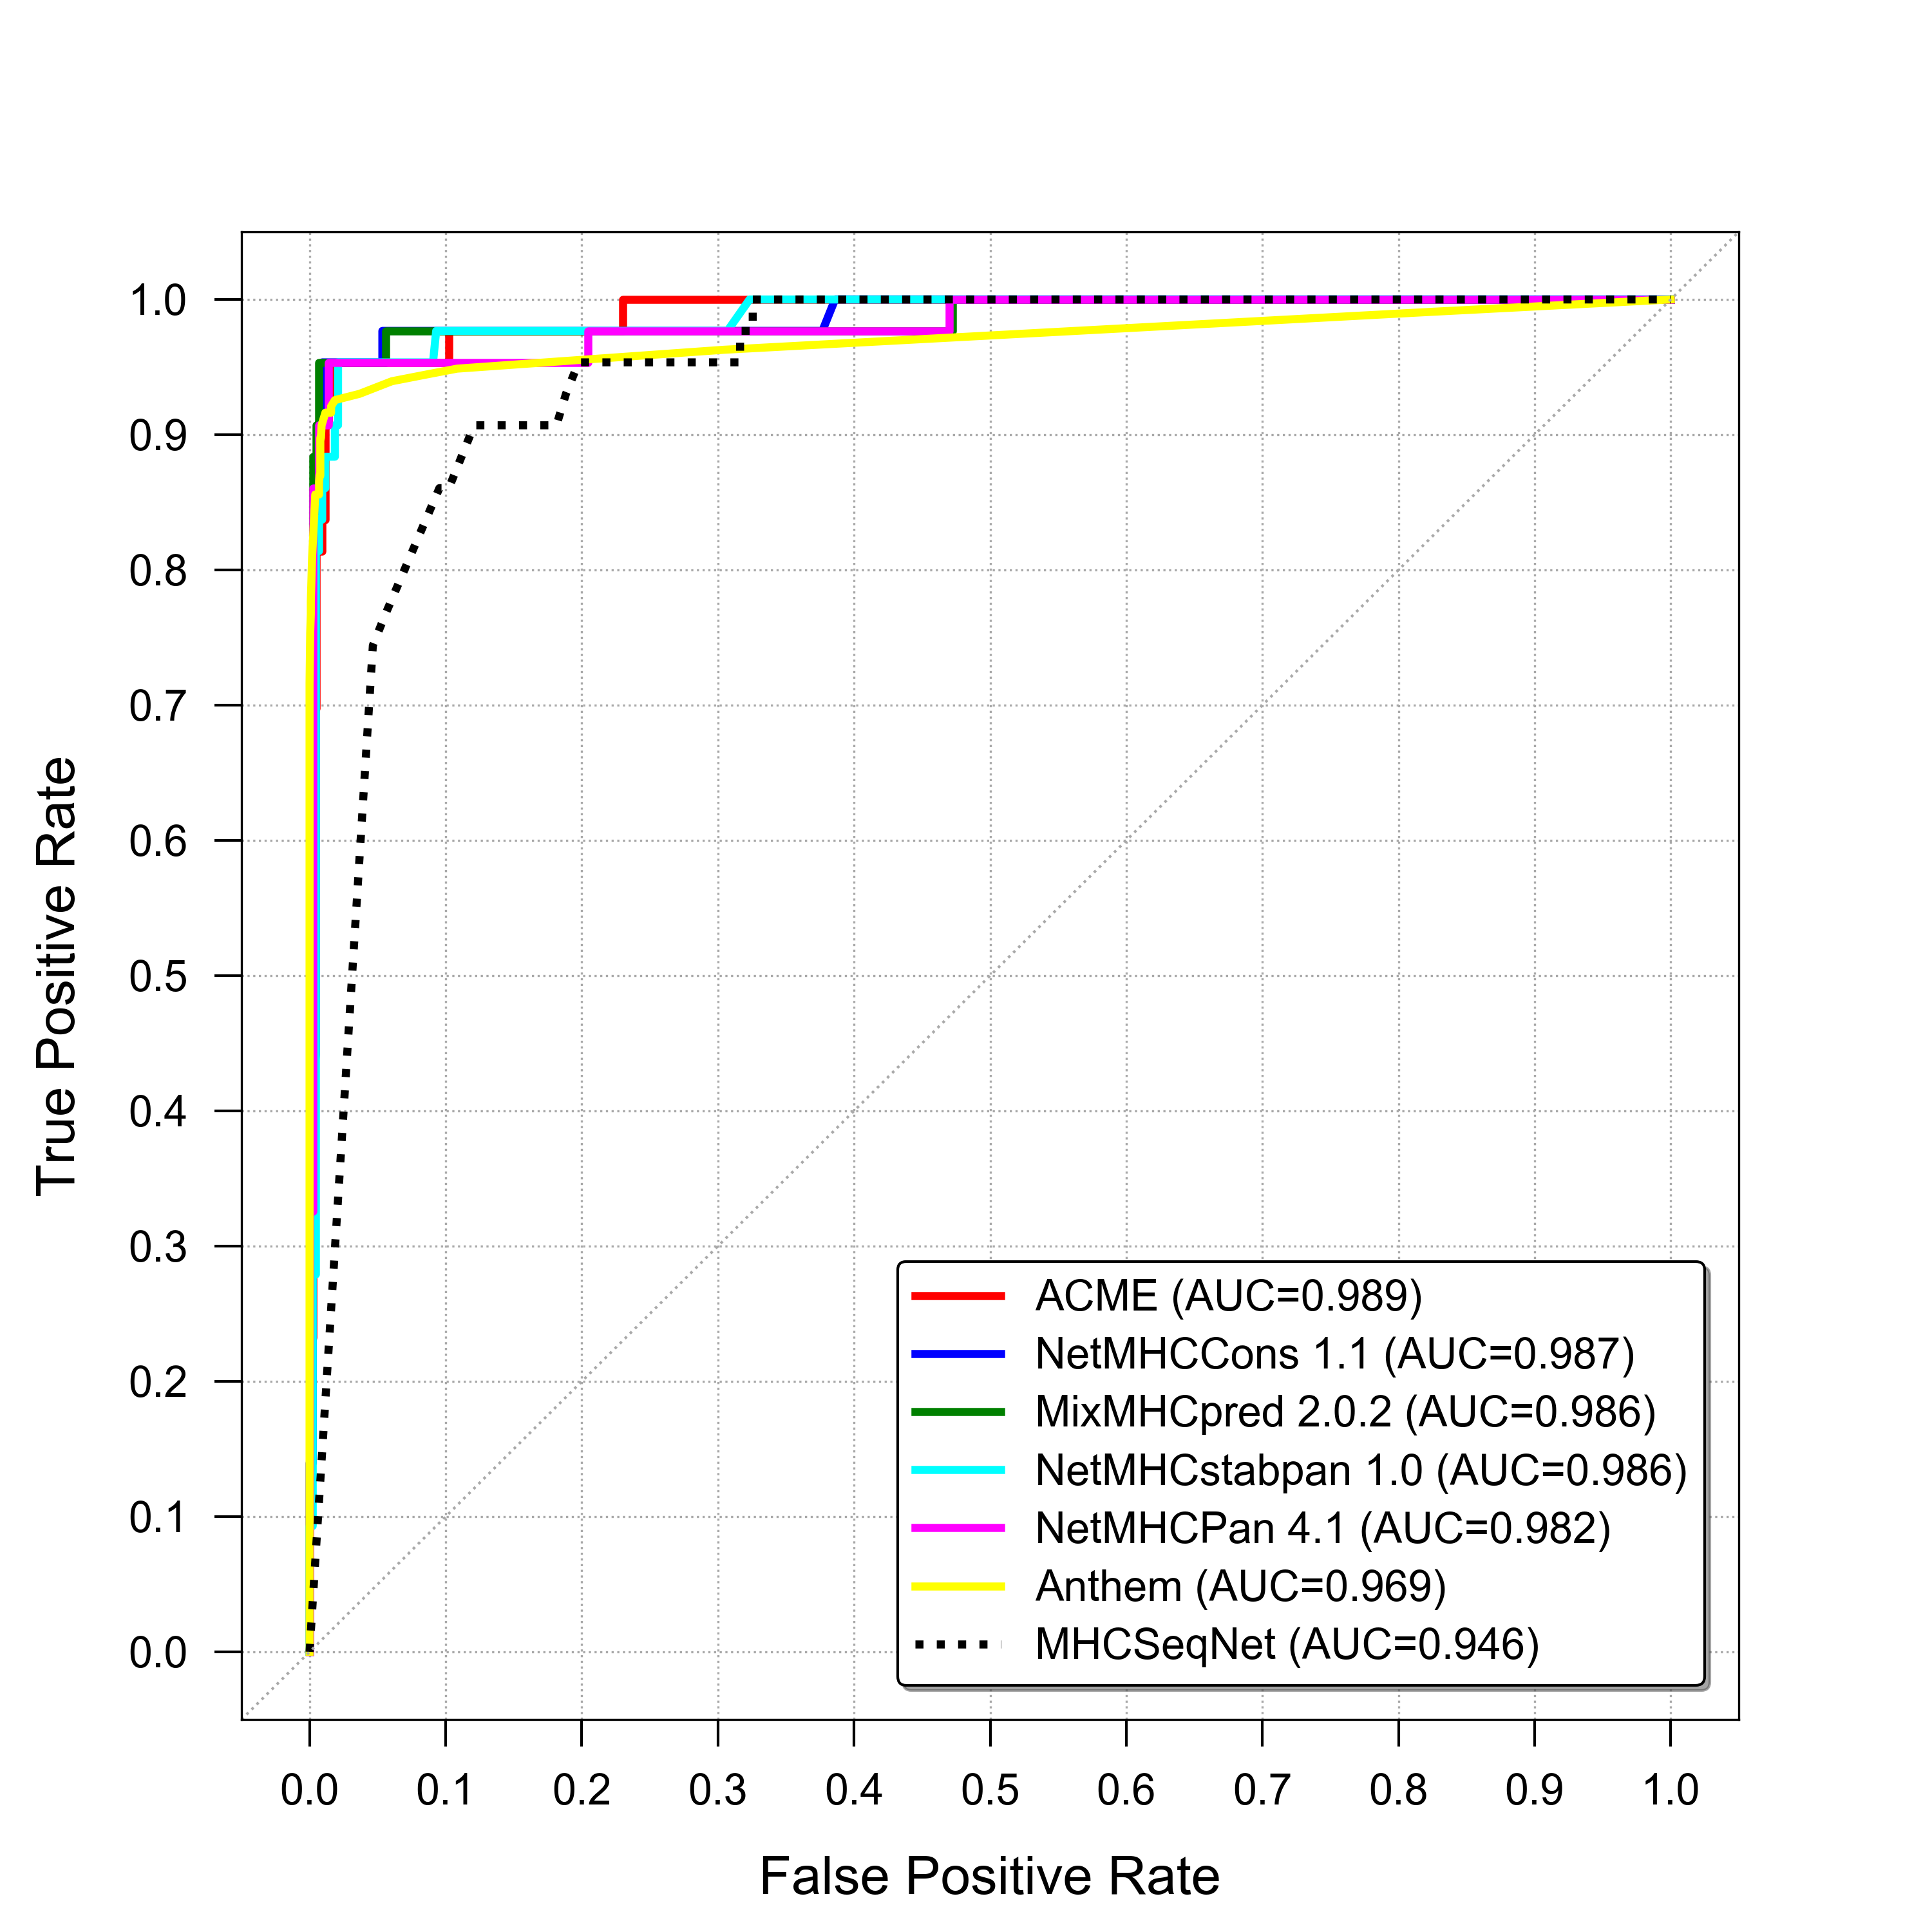 1.0
0.9
0.8
0.7
0.6
0.5
0.4
0.3
0.2
0.1
0.0
True Positive Rate
ACME (AUC=0.989)
NetMHCCons 1.1 (AUC=0.987)
MixMHCpred 2.0.2 (AUC=0.986)
NetMHCstabpan 1.0 (AUC=0.986)
NetMHCPan 4.1 (AUC=0.982)
Anthem (AUC=0.969)
MHCSeqNet (AUC=0.946)
0.0 0.1 0.2 0.3 0.4 0.5 0.6 0.7 0.8 0.9 1.0
False Positive Rate